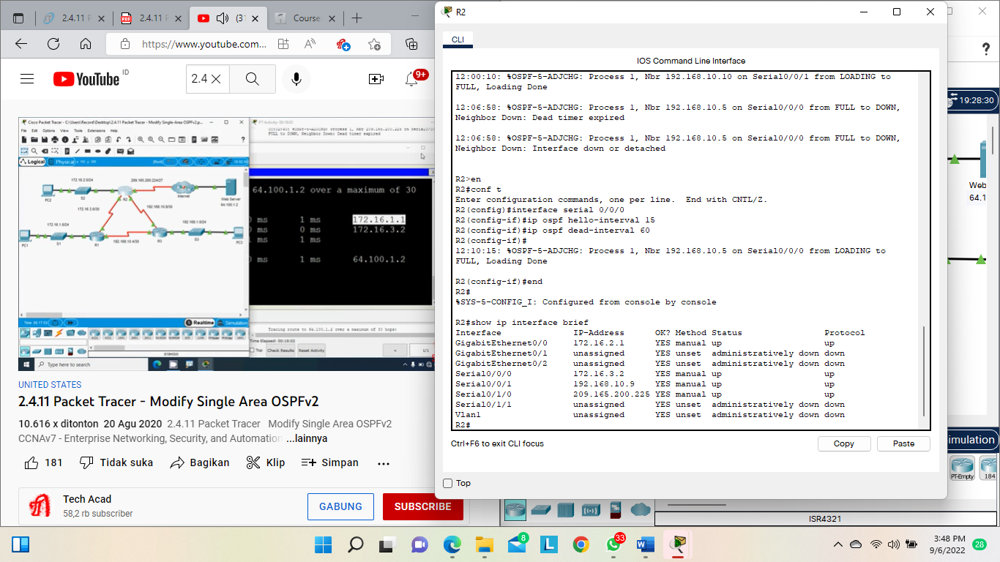 2.4.11 P
2.4.11 P
(3
Course
https://www.youtube.com...
YouTube
ID
2.4
9+
Cisco Packet Tracer - C:\Users\Record\Desktop\2.4.11 Packet Tracer - Modify Single-Area OSPFv2.p...
File Edit Options View Tools Extensions Help
Logical
Physical
172.16.2.0/24
209.165.200.224/27
PC2
S2
R2
Internet
Web Server
64.100.1.2
172.16.3.0/30
192.168.10.8/30
172.16.1.0/24
192.168.1.0/24
PC1
S1
R1
192.168.10.4/30
R3
S3
PC3
Realtime
Simulation
FULL to DOWN, Neighbor Down: Dead timer expired
64.100.1.2 over a maximum of 30
0 ms 1 ms 172.16.1.1
0 ms 0 ms 172.16.3.2
1 ms 1 ms
0 ms 1 ms 64.100.1.2
Tracing route to 64.100.1.2 over a maximum of 30 hops:
Time Elapsed: 00:18:02
Top
Check Results
Reset Activity
<
1/1
Type here to search
UNITED STATES
2.4.11 Packet Tracer - Modify Single Area OSPFv2
10.616 x ditonton 20 Agu 2020 2.4.11 Packet Tracer Modify Single Area OSPFv2
CCNAv7 - Enterprise Networking, Security, and Automation ...lainnya
181
Tidak suka
Bagikan
Klip
Simpan
Tech Acad
58,2 rb subscriber
GABUNG
SUBSCRIBE
R2
CLI
IOS Command Line Interface
12:00:10: %OSPF-5-ADJCHG: Process 1, Nbr 192.168.10.10 on Serial0/0/1 from LOADING to
FULL, Loading Done
12:06:58: %OSPF-5-ADJCHG: Process 1, Nbr 192.168.10.5 on Serial0/0/0 from FULL to DOWN,
Neighbor Down: Dead timer expired
12:06:58: %OSPF-5-ADJCHG: Process 1, Nbr 192.168.10.5 on Serial0/0/0 from FULL to DOWN,
Neighbor Down: Interface down or detached
R2>en
R2#conf t
Enter configuration commands, one per line. End with CNTL/Z.
R2(config)#interface serial 0/0/0
R2(config-if)#ip ospf hello-interval 15
R2(config-if)#ip ospf dead-interval 60
R2(config-if)#
12:10:15: %OSPF-5-ADJCHG: Process 1, Nbr 192.168.10.5 on Serial0/0/0 from LOADING to
FULL, Loading Done
R2(config-if)#end
R2#
%SYS-5-CONFIG_I: Configured from console by console
R2#show ip interface brief
Interface IP-Address OK? Method Status Protocol
GigabitEthernet0/0 172.16.2.1 YES manual up up
GigabitEthernet0/1 unassigned YES unset administratively down down
GigabitEthernet0/2 unassigned YES unset administratively down down
Serial0/0/0 172.16.3.2 YES manual up up
Serial0/0/1 192.168.10.9 YES manual up up
Serial0/1/0 209.165.200.225 YES manual up up
Serial0/1/1 unassigned YES unset administratively down down
Vlan1 unassigned YES unset administratively down down
R2#
Ctrl+F6 to exit CLI focus
Copy
Paste
Top
?
19:28:30
Web
64.1
imulation
PT-Empty
184
ISR4321
8
33
3:48 PM
9/6/2022
28